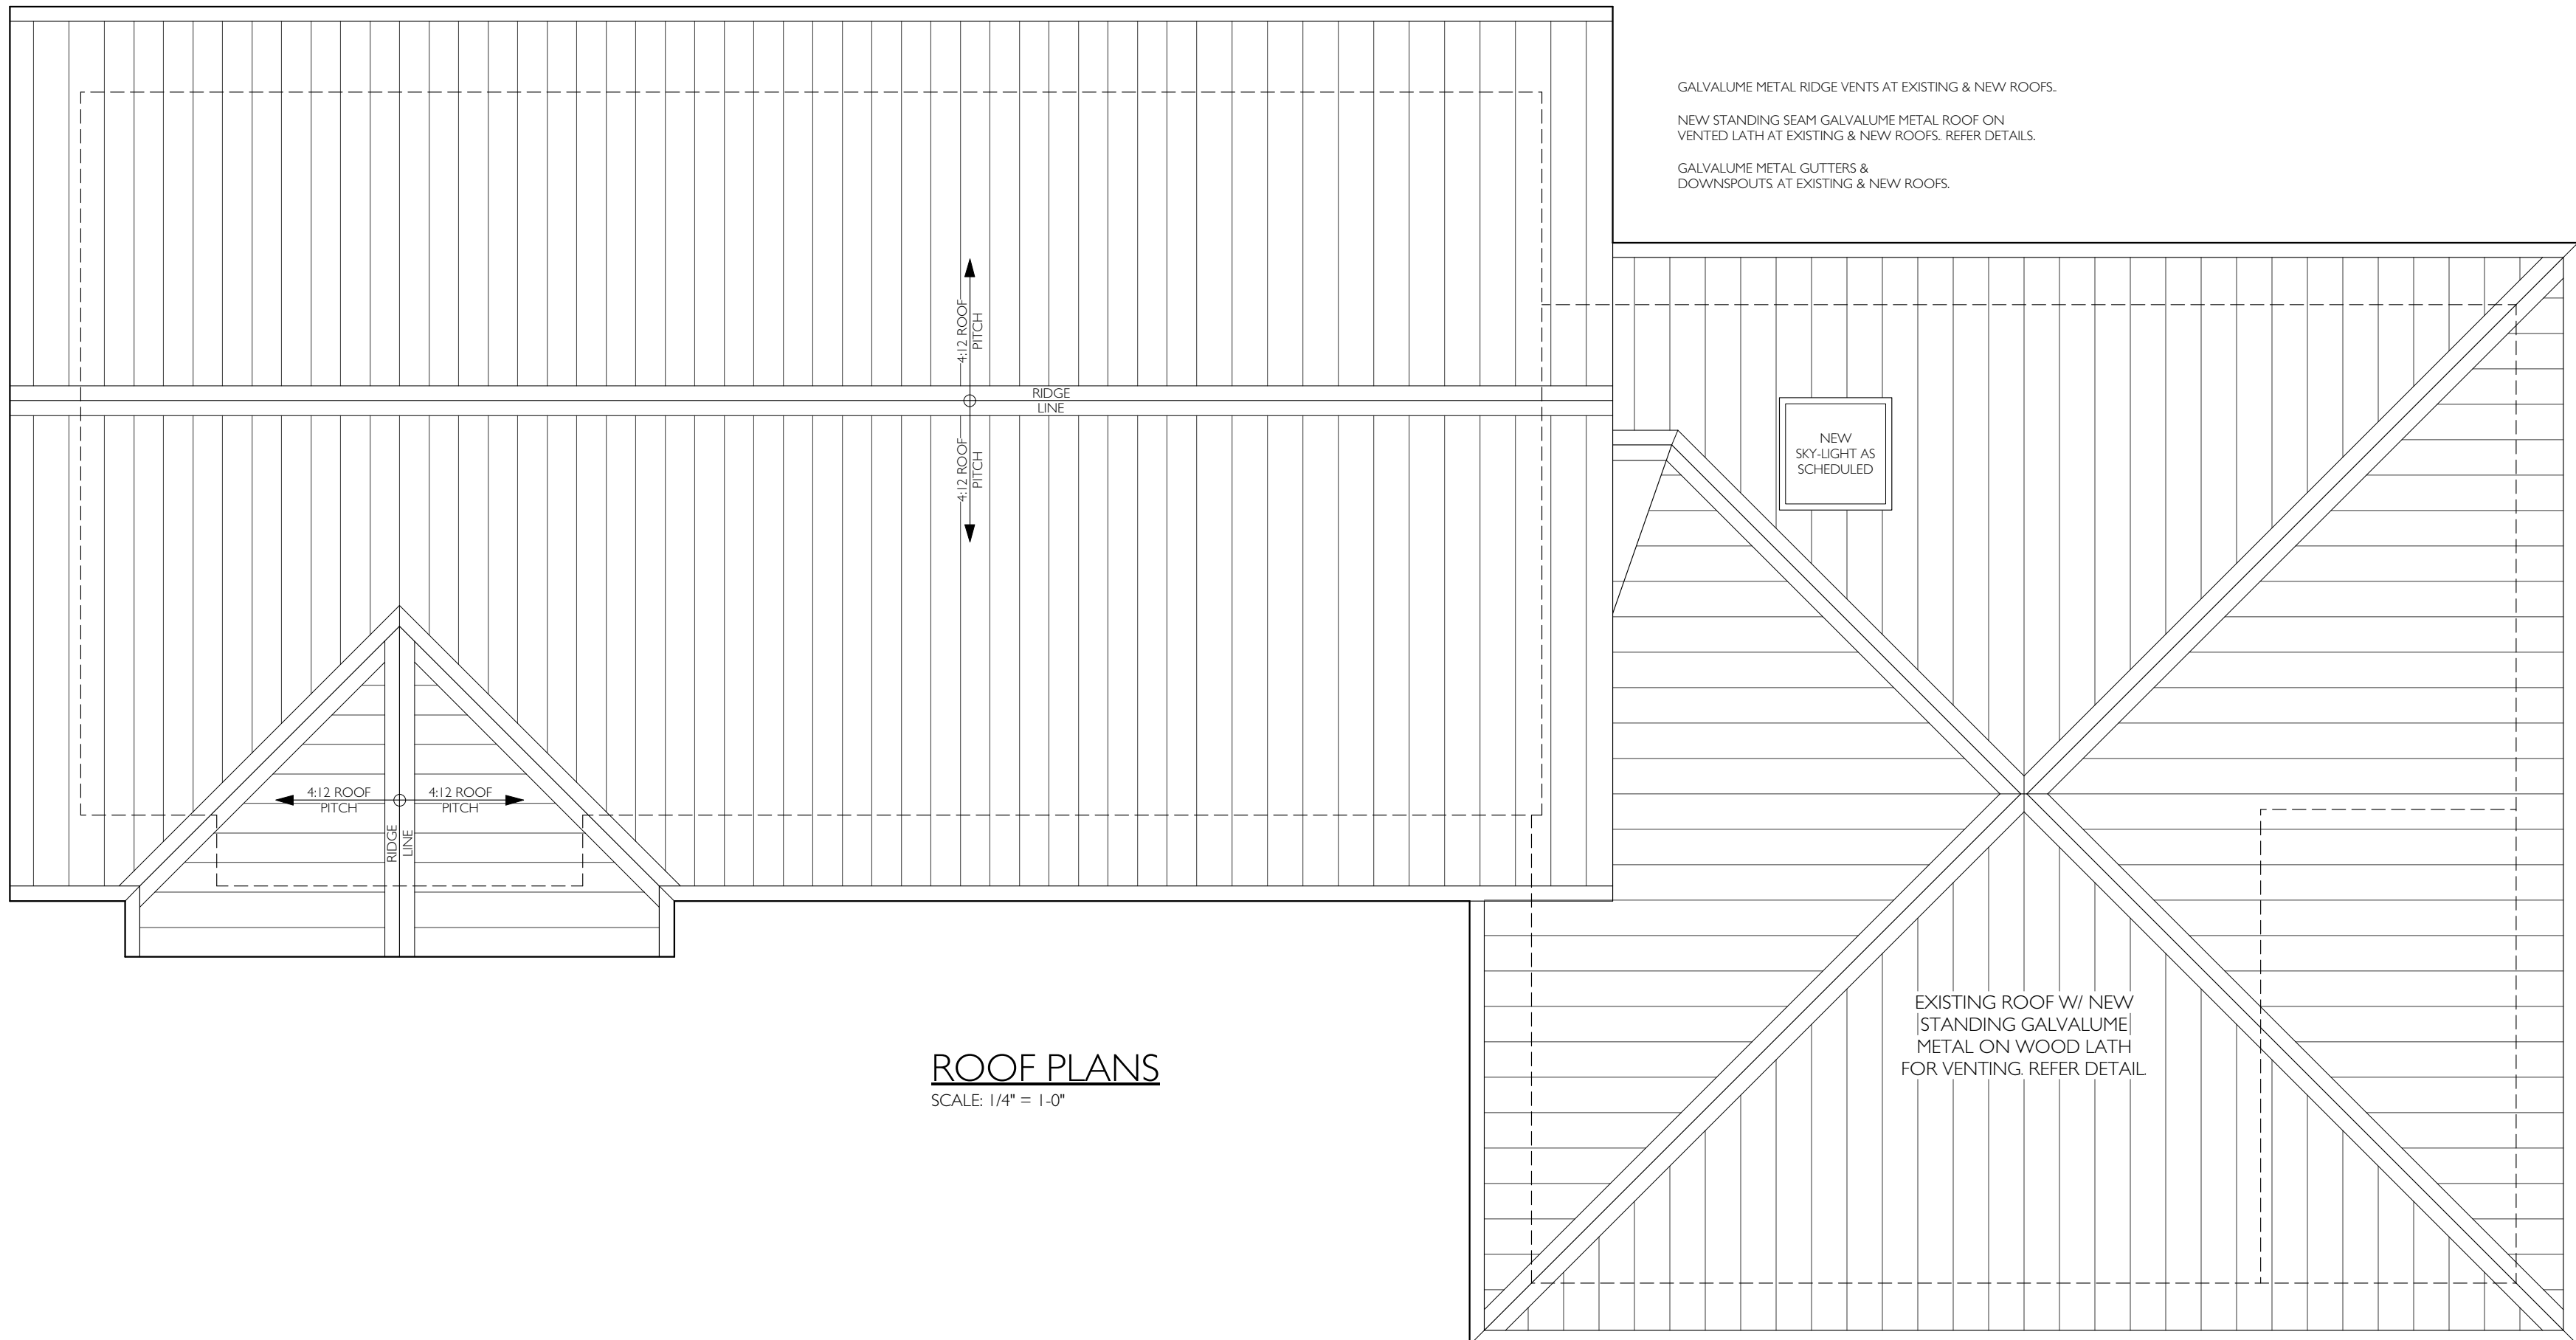 GALVALUME METAL RIDGE VENTS AT EXISTING & NEW ROOFS..
NEW STANDING SEAM GALVALUME METAL ROOF ON
VENTED LATH AT EXISTING & NEW ROOFS.. REFER DETAILS.
GALVALUME METAL GUTTERS &
DOWNSPOUTS. AT EXISTING & NEW ROOFS.
4:12 ROOF
PITCH
RIDGE
LINE
4:12 ROOF
PITCH
NEW
SKY-LIGHT AS
SCHEDULED
4:12 ROOF
PITCH
4:12 ROOF
PITCH
RIDGE
LINE
EXISTING ROOF W/ NEW
STANDING GALVALUME
METAL ON WOOD LATH
FOR VENTING. REFER DETAIL.
ROOF PLANS
SCALE: 1/4" = 1-0"